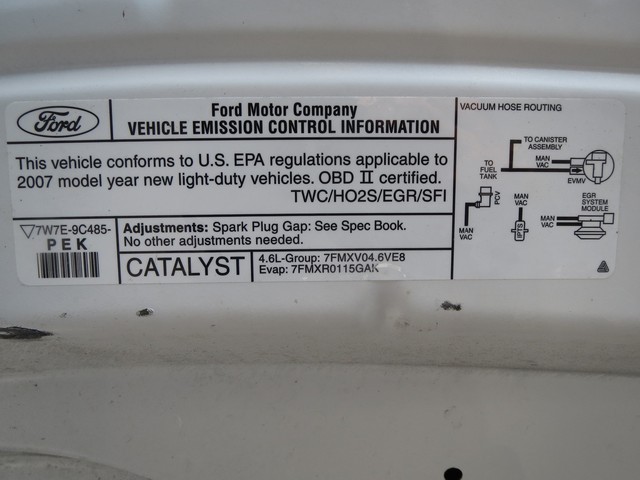 Ford
Ford Motor Company
VEHICLE EMISSION CONTROL INFORMATION
This vehicle conforms to U.S. EPA regulations applicable to
2007 model year new light-duty vehicles. OBD II certified.
TWC/HO2S/EGR/SFI
7W7E-9C485-
PEK
Adjustments: Spark Plug Gap: See Spec Book.
No other adjustments needed.
CATALYST
4.6L-Group: 7FMXV04.6VE8
Evap: 7FMXR0115GAK
VACUUM HOSE ROUTING
TO CANISTER
ASSEMBLY
TO
FUEL
TANK
MAN
VAC
EVMV
PCV
MAN
VAC
IPTS
MAN
VAC
EGR SYSTEM
MODULE
MAN
VAC